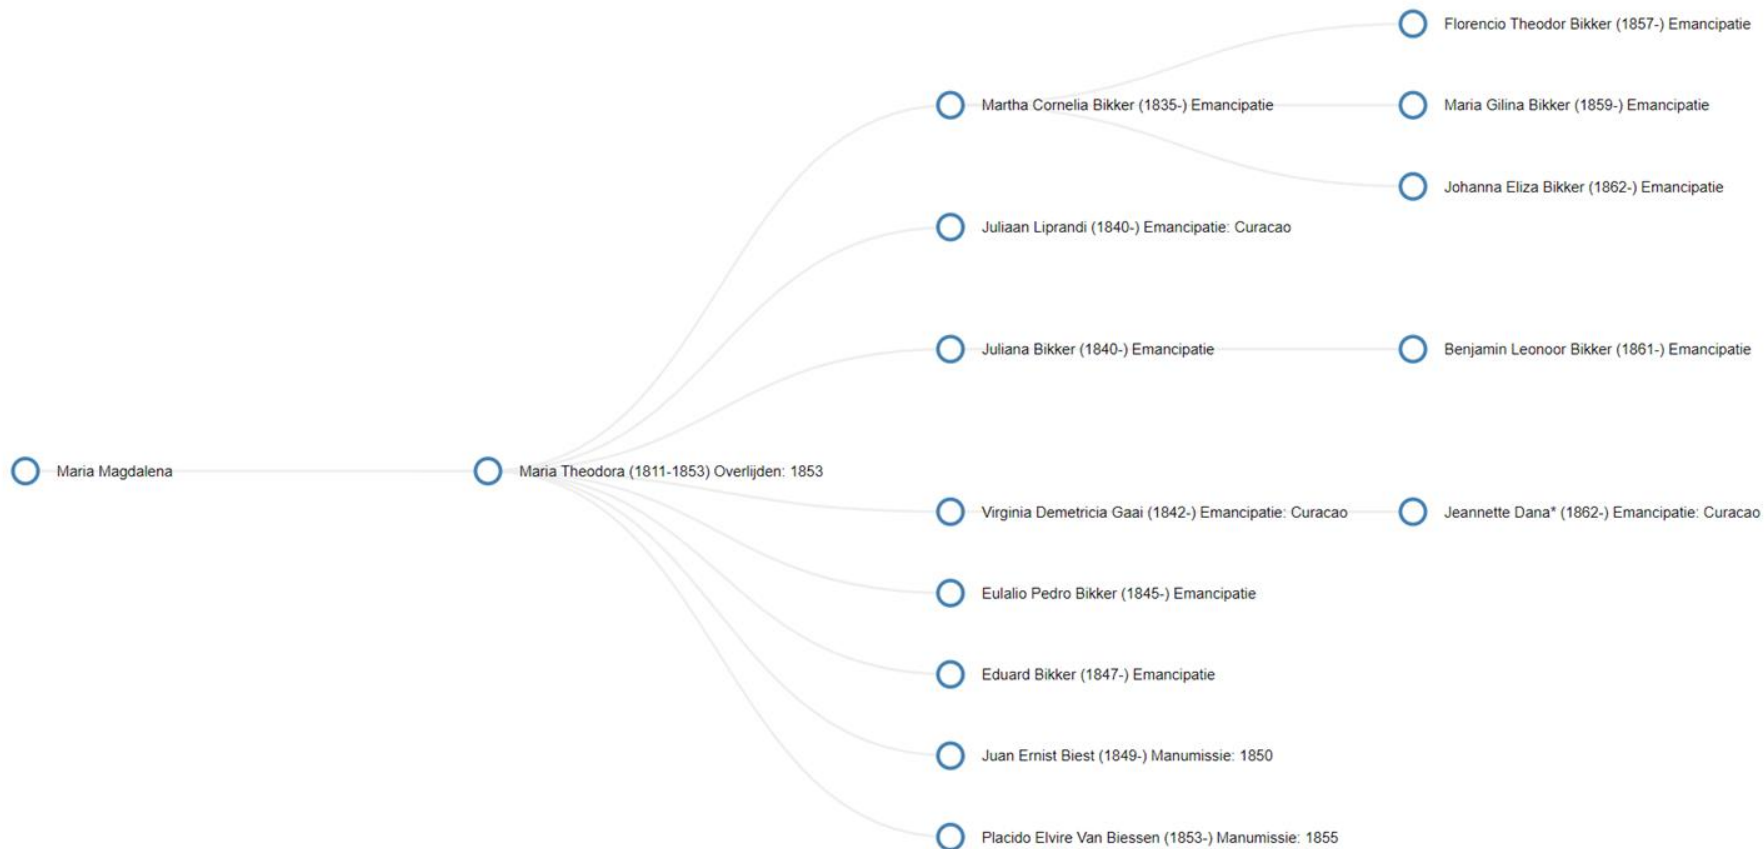 Florencio Theodor Bikker (1857-) Emancipatie
Martha Cornelia Bikker (1835-) Emancipatie
Maria Gilina Bikker (1859-) Emancipatie
Johanna Eliza Bikker (1862-) Emancipatie
Juliaan Liprandi (1840-) Emancipatie: Curacao
Juliana Bikker (1840-) Emancipatie
Benjamin Leonoor Bikker (1861-) Emancipatie
Maria Magdalena
Maria Theodora (1811-1853) Overlijden: 1853
Virginia Demetricia Gaai (1842-) Emancipatie: Curacao
Jeannette Dana* (1862-) Emancipatie: Curacao
Eulalio Pedro Bikker (1845-) Emancipatie
Eduard Bikker (1847-) Emancipatie
Juan Ernist Biest (1849-) Manumissie: 1850
Placido Elvire Van Biessen (1853-) Manumissie: 1855